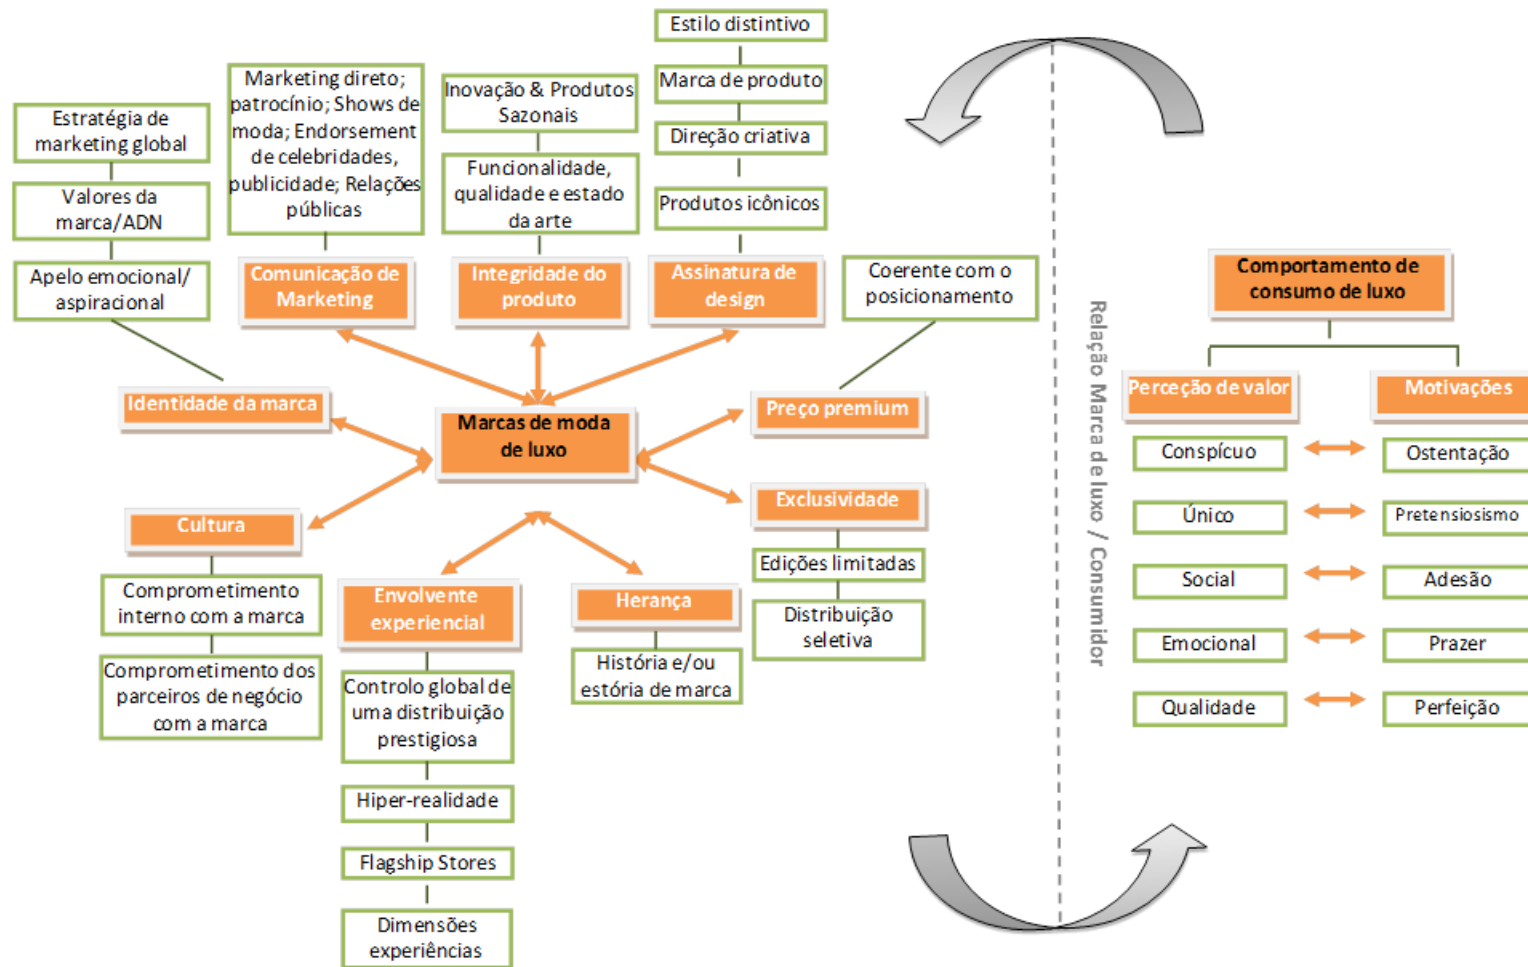 Estilo distintivo
Marca de produto
Direção criativa
Produtos icônicos
Assinatura de
design
Inovação & Produtos
Sazonais
Funcionalidade,
qualidade e estado
da arte
Integridade do
produto
Marketing direto;
patrocínio; Shows de
moda; Endorsement
de celebridades,
publicidade; Relações
públicas
Comunicação de
Marketing
Estratégia de
marketing global
Valores da
marca/ADN
Apelo emocional/
aspiracional
Identidade da marca
Coerente com o
posicionamento
Preço premium
Marcas de moda
de luxo
Exclusividade
Edições limitadas
Distribuição
seletiva
Cultura
Comprometimento
interno com a marca
Comprometimento dos
parceiros de negócio
com a marca
Envolvente
experiencial
Controlo global de
uma distribuição
prestigiosa
Hiper-realidade
Flagship Stores
Dimensões
experiências
Herança
História e/ou
estória de marca
Relação Marca de luxo / Consumidor
Comportamento de
consumo de luxo
Perceção de valor
Motivações
Conspícuo
Ostentação
Único
Pretensiosismo
Social
Adesão
Emocional
Prazer
Qualidade
Perfeição